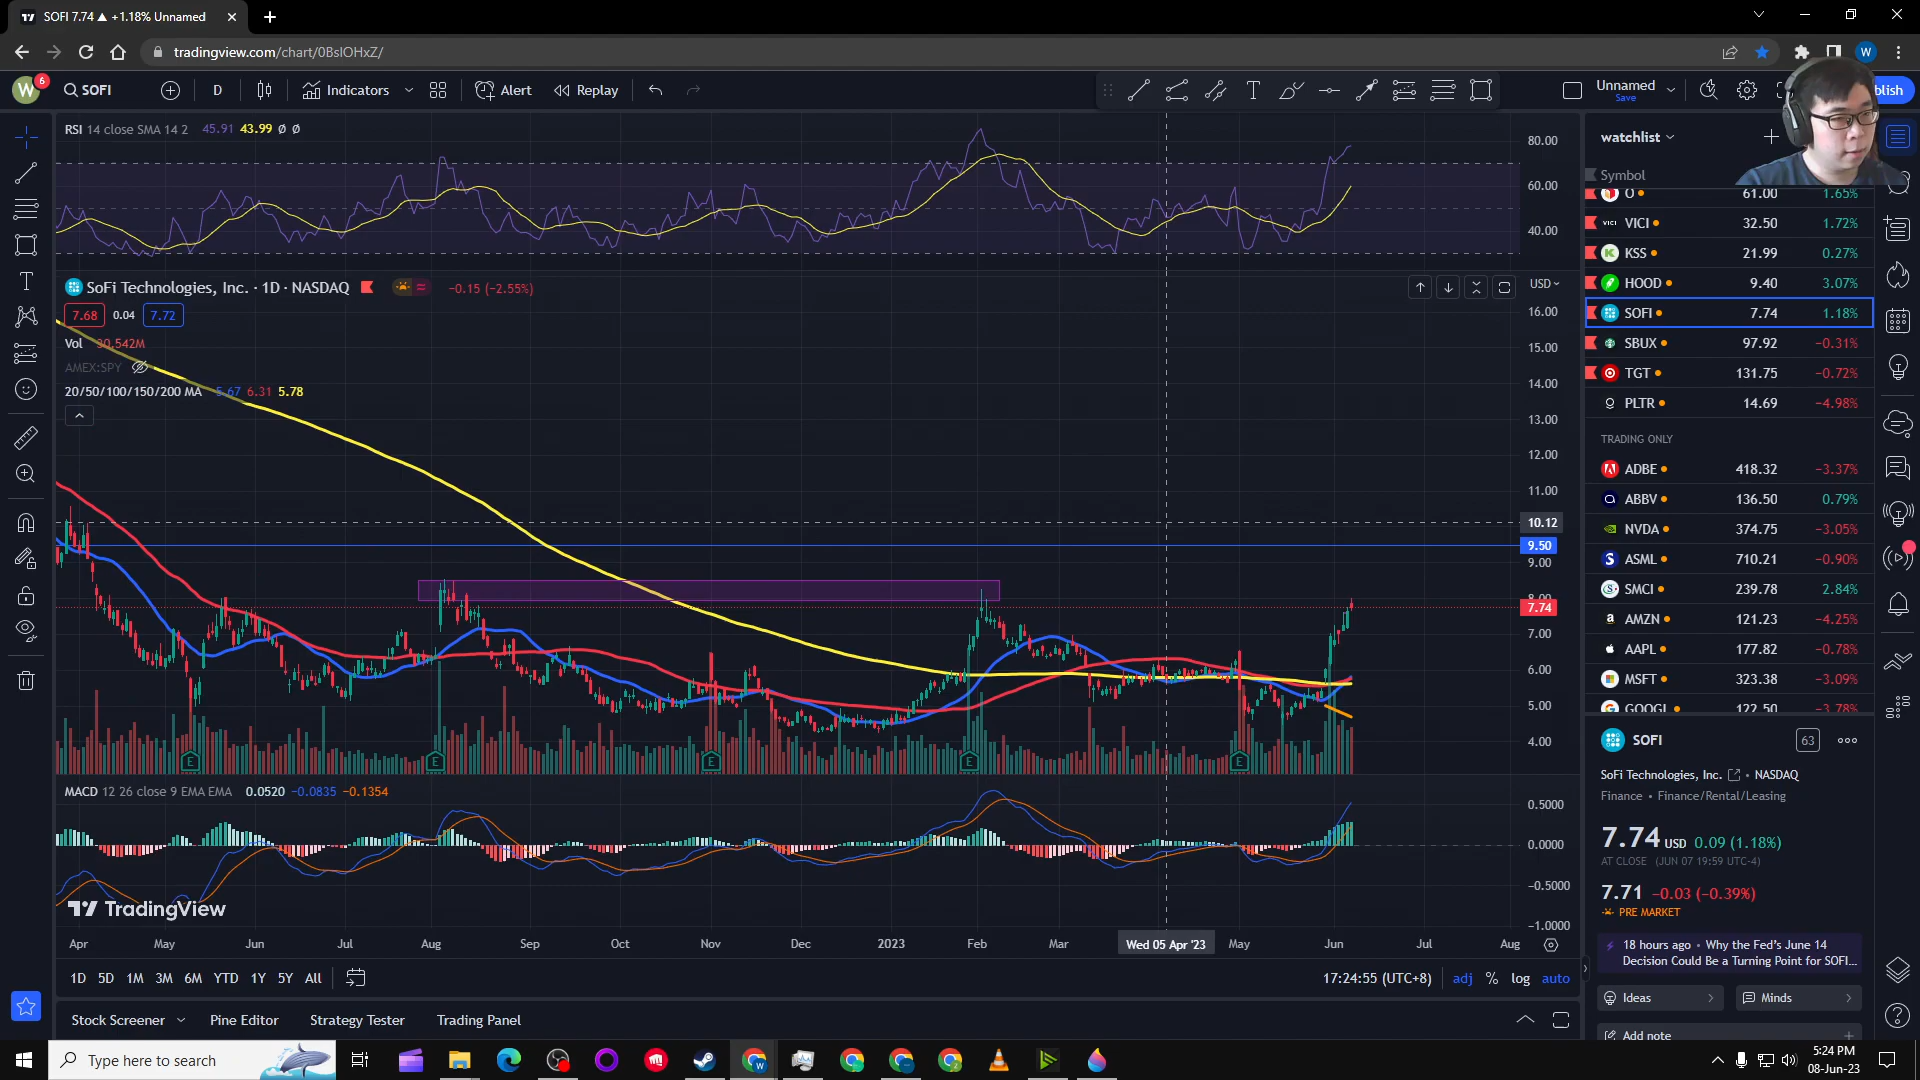 SOFI 7.74 ▲ +1.18% Unnamed
tradingview.com/chart/0BslOHxZ/
W
W
6
SOFI
D
Indicators
Alert
Replay
T
Unnamed
Save
blish
RSI 14 close SMA 14 2 45.91 43.99 Ø Ø
80.00
60.00
40.00
SoFi Technologies, Inc. · 1D · NASDAQ
−0.15 (−2.55%)
USD
7.68 0.04 7.72
Vol 30.542M
AMEX:SPY
20/50/100/150/200 MA 5.67 6.31 5.78
16.00
15.00
14.00
13.00
12.00
11.00
10.12
9.50
9.00
8.00
7.74
7.00
6.00
5.00
4.00
E
E
E
E
E
MACD 12 26 close 9 EMA EMA 0.0520 −0.0835 −0.1354
0.5000
0.0000
−0.5000
−1.0000
TradingView
Apr May Jun Jul Aug Sep Oct Nov Dec 2023 Feb Mar Wed 05 Apr '23 May Jun Jul Aug
1D 5D 1M 3M 6M YTD 1Y 5Y All
17:24:55 (UTC+8) adj % log auto
Stock Screener Pine Editor Strategy Tester Trading Panel
watchlist
Symbol
O 61.00 1.65%
VICI VICI 32.50 1.72%
KSS 21.99 0.27%
HOOD 9.40 3.07%
SOFI 7.74 1.18%
SBUX 97.92 −0.31%
TGT 131.75 −0.72%
PLTR 14.69 −4.98%
TRADING ONLY
ADBE 418.32 −3.37%
ABBV 136.50 0.79%
NVDA 374.75 −3.05%
ASML 710.21 −0.90%
SMCI 239.78 2.84%
AMZN 121.23 −4.25%
AAPL 177.82 −0.78%
MSFT 323.38 −3.09%
GOOGL 122.50 −3.78%
SOFI 63
SoFi Technologies, Inc. • NASDAQ
Finance • Finance/Rental/Leasing
7.74 USD 0.09 (1.18%)
AT CLOSE (JUN 07 19:59 UTC-4)
7.71 −0.03 (−0.39%)
PRE MARKET
18 hours ago • Why the Fed's June 14
Decision Could Be a Turning Point for SOFI...
Ideas
Minds
Add note
Type here to search
5:24 PM
08-Jun-23